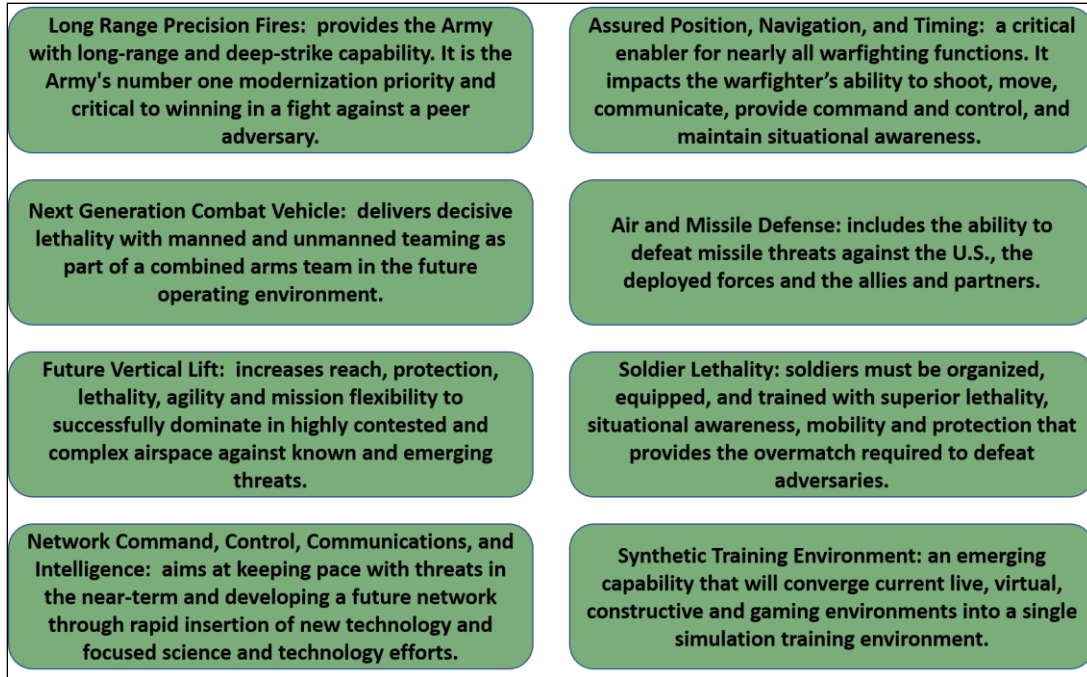 Long Range Precision Fires:  provides the Army
with long-range and deep-strike capability. It is the
Army's number one modernization priority and
critical to winning in a fight against a peer
adversary.
Assured Position, Navigation, and Timing:  a critical
enabler for nearly all warfighting functions. It
impacts the warfighter’s ability to shoot, move,
communicate, provide command and control, and
maintain situational awareness.
Next Generation Combat Vehicle:  delivers decisive
lethality with manned and unmanned teaming as
part of a combined arms team in the future
operating environment.
Air and Missile Defense: includes the ability to
defeat missile threats against the U.S., the
deployed forces and the allies and partners.
Future Vertical Lift:  increases reach, protection,
lethality, agility and mission flexibility to
successfully dominate in highly contested and
complex airspace against known and emerging
threats.
Soldier Lethality: soldiers must be organized,
equipped, and trained with superior lethality,
situational awareness, mobility and protection that
provides the overmatch required to defeat
adversaries.
Network Command, Control, Communications, and
Intelligence:  aims at keeping pace with threats in
the near-term and developing a future network
through rapid insertion of new technology and
focused science and technology efforts.
Synthetic Training Environment: an emerging
capability that will converge current live, virtual,
constructive and gaming environments into a single
simulation training environment.